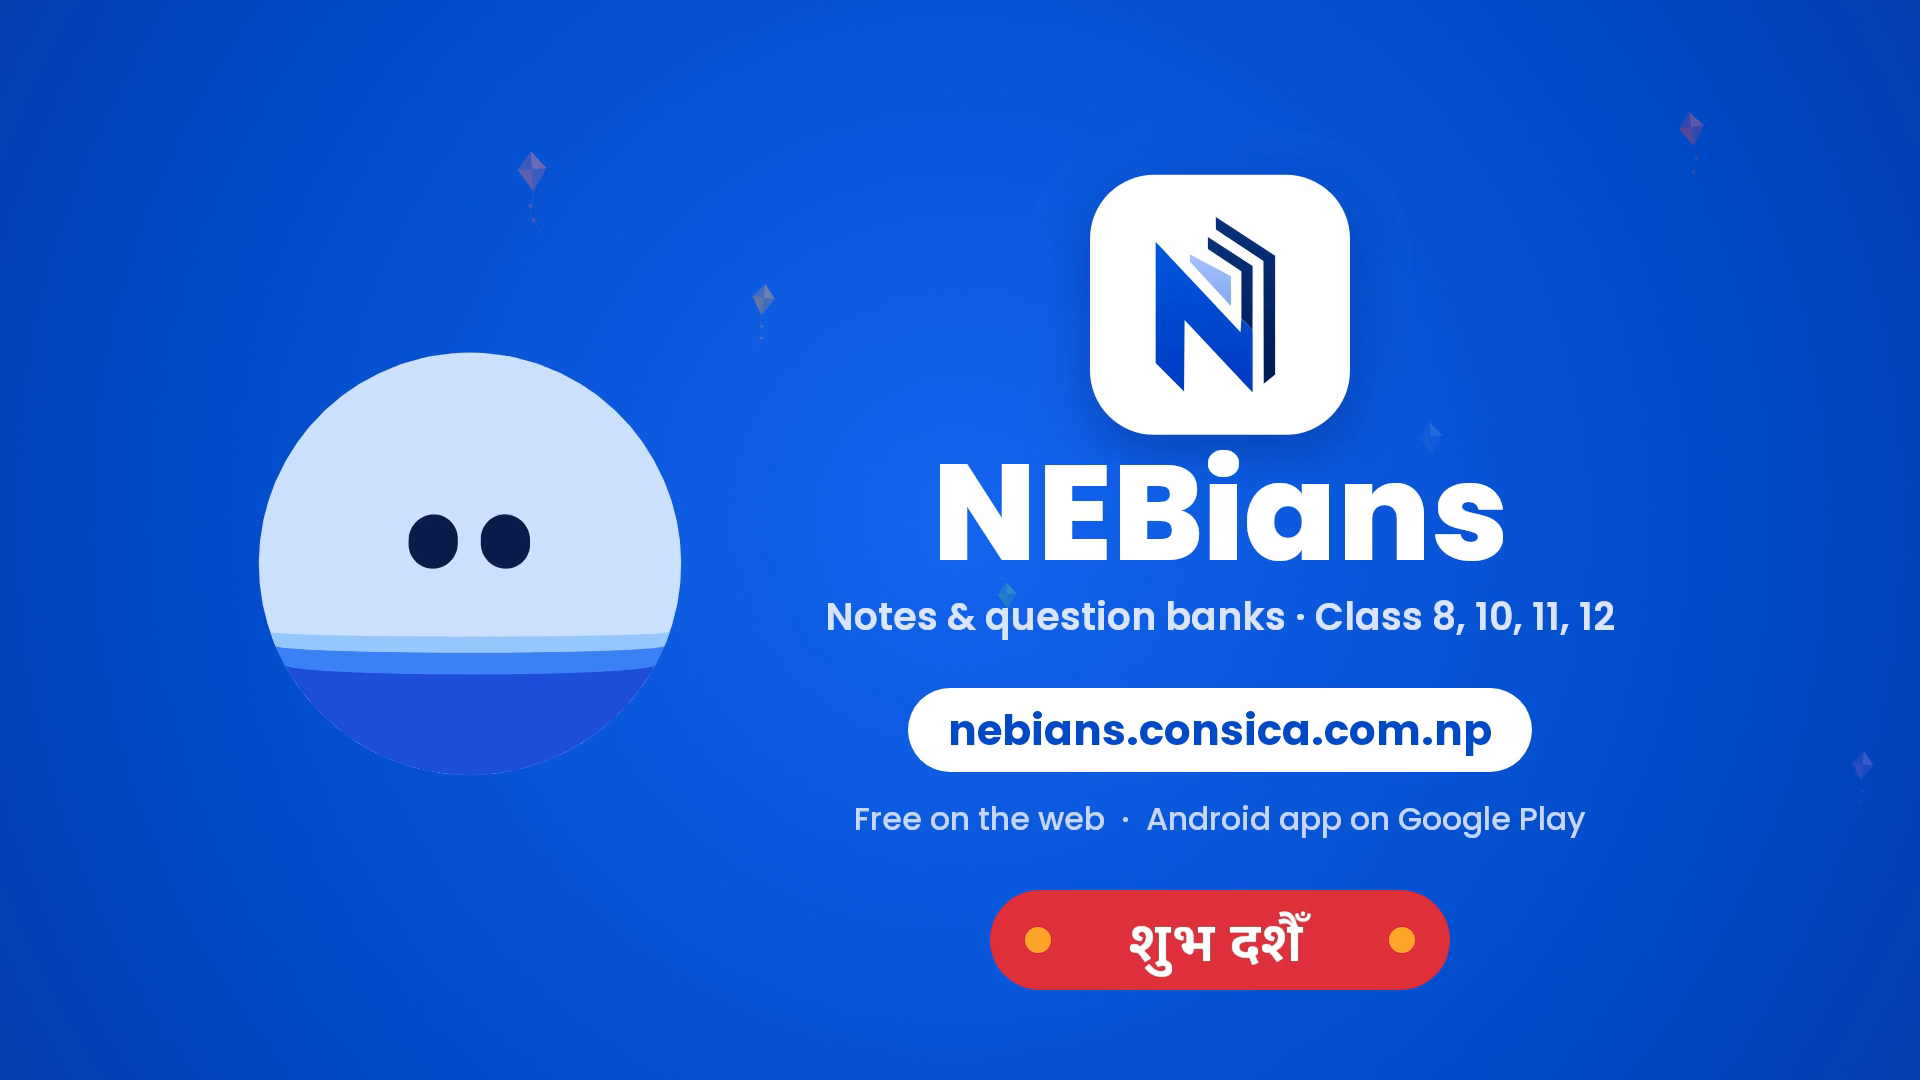 NEBians
Notes & question banks · Class 8, 10, 11, 12
nebians.consica.com.np
Free on the web · Android app on Google Play
शुभ दशैँ